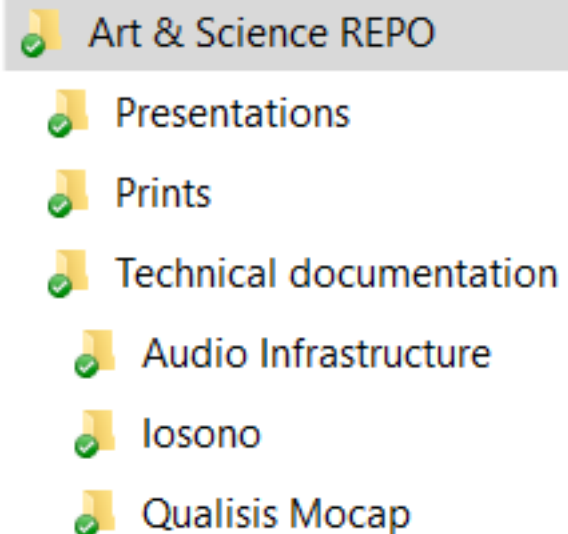 Art & Science REPO
Presentations
Prints
Technical documentation
Audio Infrastructure
Iosono
Qualisis Mocap